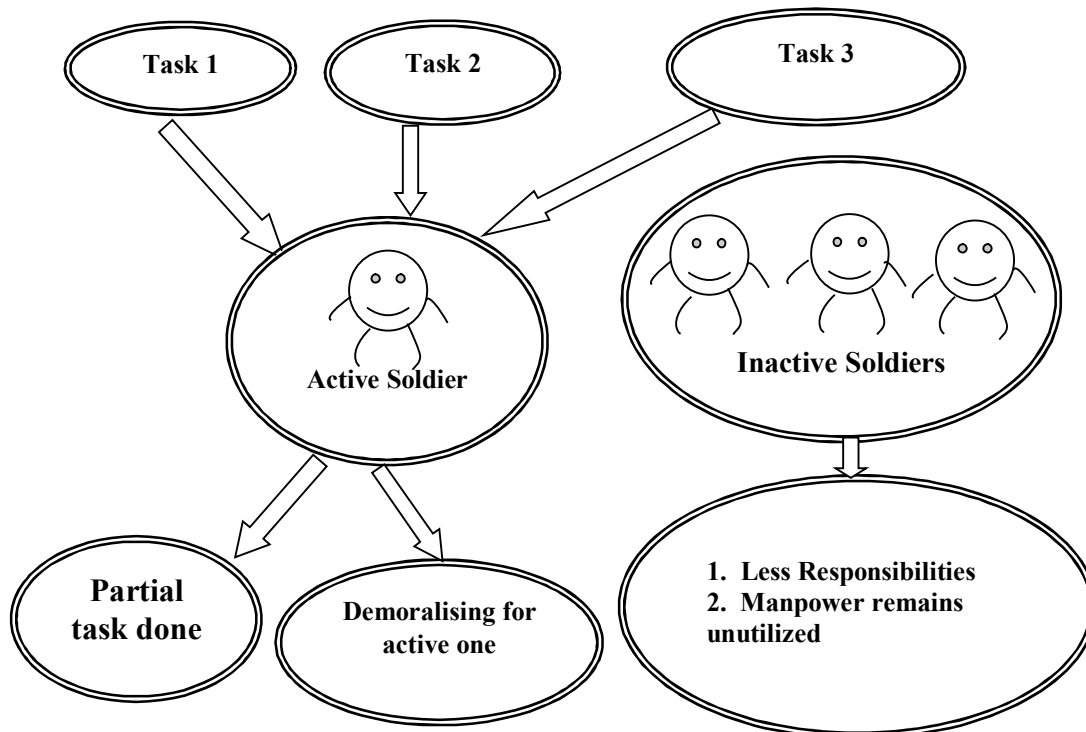 Task 1
Task 2
Task 3
Active Soldier
Inactive Soldiers
Partial
task done
Demoralising for
active one
1. Less Responsibilities
2. Manpower remains
unutilized